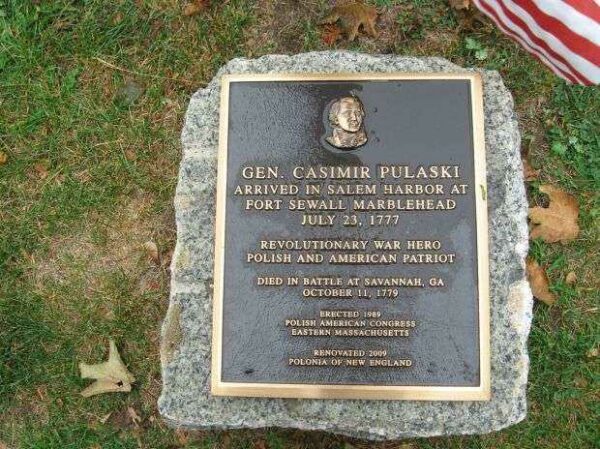 GEN. CASIMIR PULASKI
ARRIVED IN SALEM HARBOR AT
FORT SEWALL MARBLEHEAD
JULY 23, 1777
REVOLUTIONARY WAR HERO
POLISH AND AMERICAN PATRIOT
DIED IN BATTLE AT SAVANNAH, GA
OCTOBER 11, 1779
ERECTED 1989
POLISH AMERICAN CONGRESS
EASTERN MASSACHUSETTS
RENOVATED 2009
POLONIA OF NEW ENGLAND